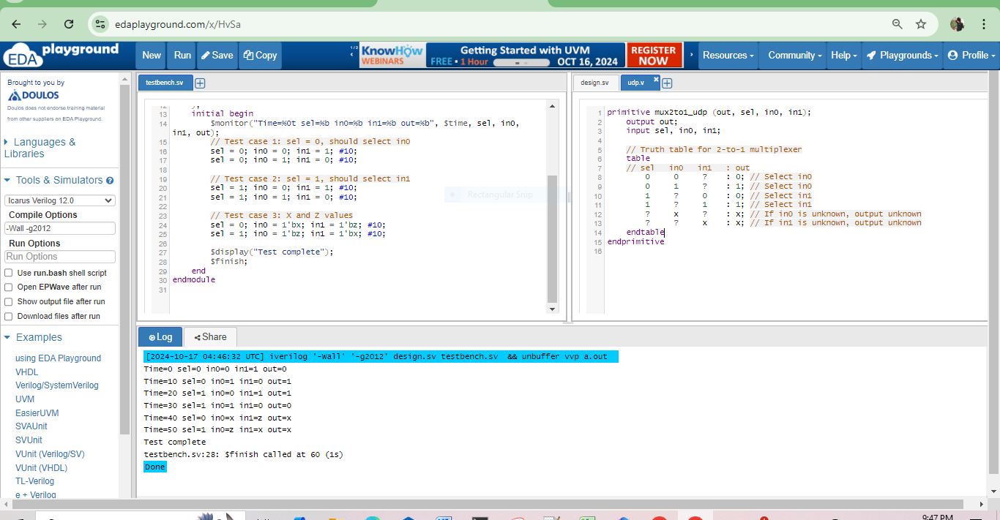 edaplayground.com/x/HvSa
EDA playground
New Run Save Copy
1/3
KnowHow WEBINARS
Getting Started with UVM
FREE • 1 Hour OCT 16, 2024
REGISTER NOW
Resources Community Help Playgrounds Profile
Brought to you by
DOULOS
Doulos does not endorse training material
from other suppliers on EDA Playground.
Languages &
Libraries
Tools & Simulators
Icarus Verilog 12.0
Compile Options
-Wall -g2012
Run Options
Run Options
Use run.bash shell script
Open EPWave after run
Show output file after run
Download files after run
Examples
using EDA Playground
VHDL
Verilog/SystemVerilog
UVM
EasierUVM
SVAUnit
SVUnit
VUnit (Verilog/SV)
VUnit (VHDL)
TL-Verilog
e + Verilog
testbench.sv
12 );
13 initial begin
14 $monitor("Time=%0t sel=%b in0=%b in1=%b out=%b", $time, sel, in0,
in1, out);
15 // Test case 1: sel = 0, should select in0
16 sel = 0; in0 = 0; in1 = 1; #10;
17 sel = 0; in0 = 1; in1 = 0; #10;
18
19 // Test case 2: sel = 1, should select in1
20 sel = 1; in0 = 0; in1 = 1; #10;
21 sel = 1; in0 = 1; in1 = 0; #10;
22
23 // Test case 3: X and Z values
24 sel = 0; in0 = 1'bx; in1 = 1'bz; #10;
25 sel = 1; in0 = 1'bz; in1 = 1'bx; #10;
26
27 $display("Test complete");
28 $finish;
29 end
30 endmodule
31
Rectangular Snip
design.sv udp.v
1 primitive mux2to1_udp (out, sel, in0, in1);
2 output out;
3 input sel, in0, in1;
4
5 // Truth table for 2-to-1 multiplexer
6 table
7 // sel in0 in1 : out
8 0 0 ? : 0; // Select in0
9 0 1 ? : 1; // Select in0
10 1 ? 0 : 0; // Select in1
11 1 ? 1 : 1; // Select in1
12 ? x ? : x; // If in0 is unknown, output unknown
13 ? ? x : x; // If in1 is unknown, output unknown
14 endtable
15 endprimitive
16
Log Share
[2024-10-17 04:46:32 UTC] iverilog '-Wall' '-g2012' design.sv testbench.sv && unbuffer vvp a.out
Time=0 sel=0 in0=0 in1=1 out=0
Time=10 sel=0 in0=1 in1=0 out=1
Time=20 sel=1 in0=0 in1=1 out=1
Time=30 sel=1 in0=1 in1=0 out=0
Time=40 sel=0 in0=x in1=z out=x
Time=50 sel=1 in0=z in1=x out=x
Test complete
testbench.sv:28: $finish called at 60 (1s)
Done
9:47 PM